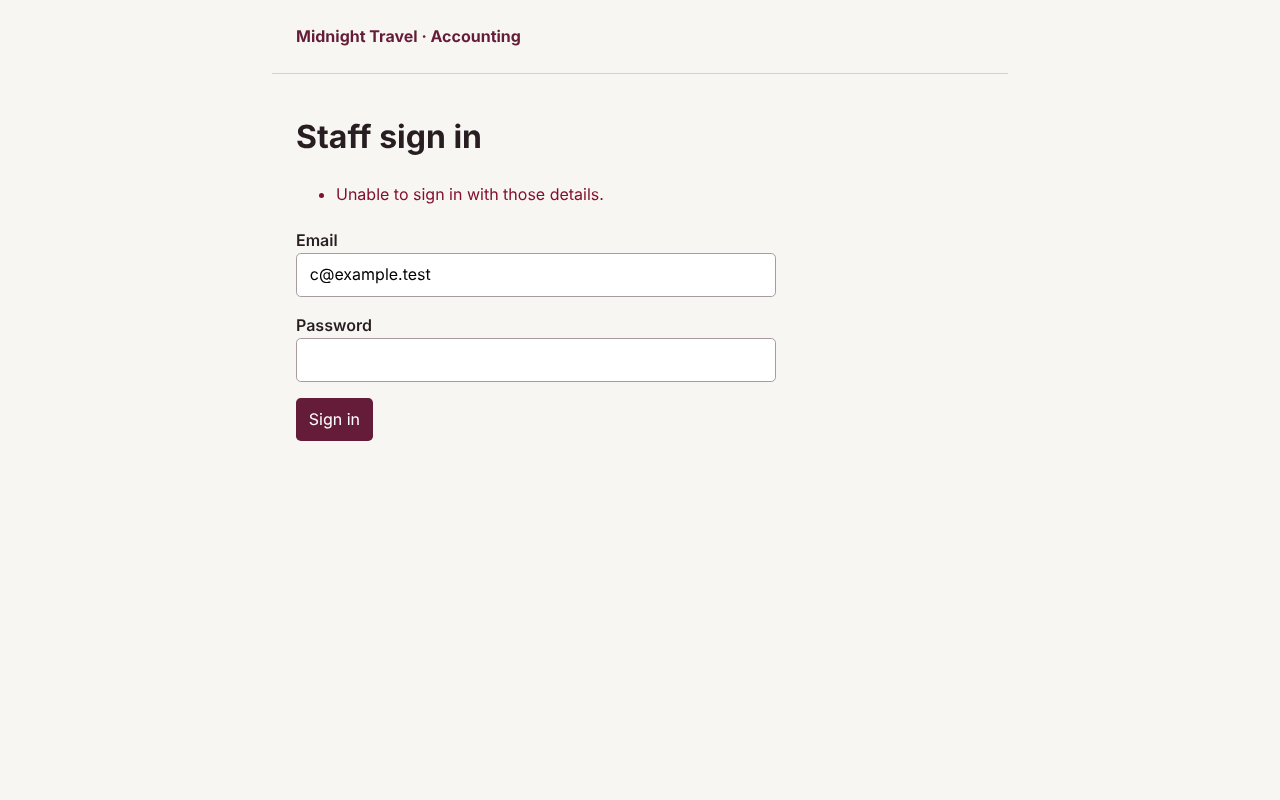 Midnight Travel · Accounting
Staff sign in
Unable to sign in with those details.
Email
c@example.test
Password
Sign in